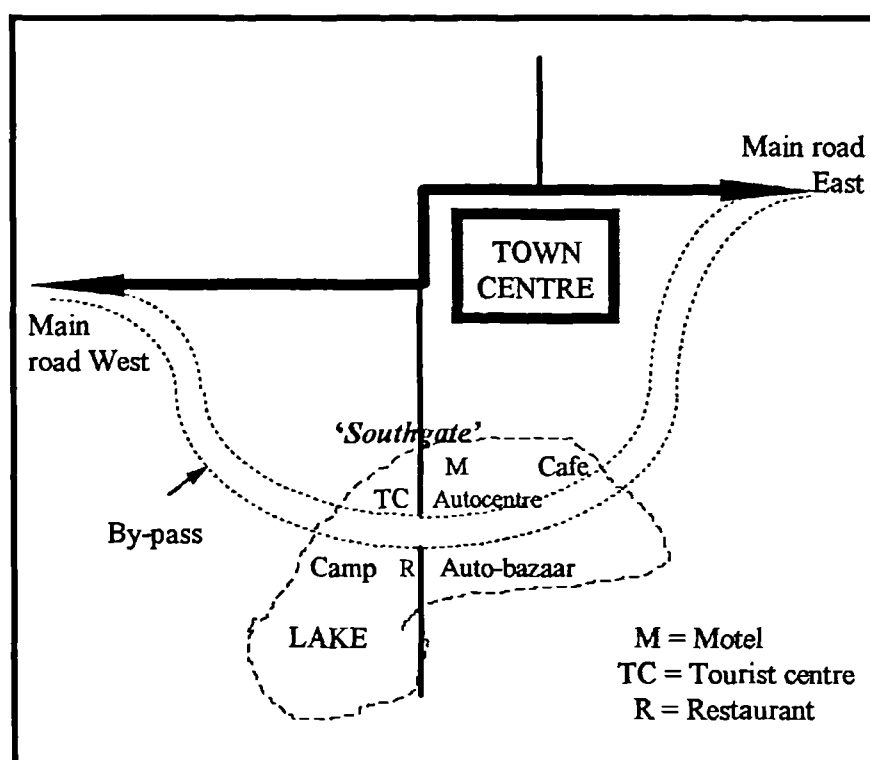 Main road
East
TOWN
CENTRE
Main
road West
'Southgate'
M Cafe
TC Autocentre
By-pass
Camp R Auto-bazaar
LAKE
M = Motel
TC = Tourist centre
R = Restaurant